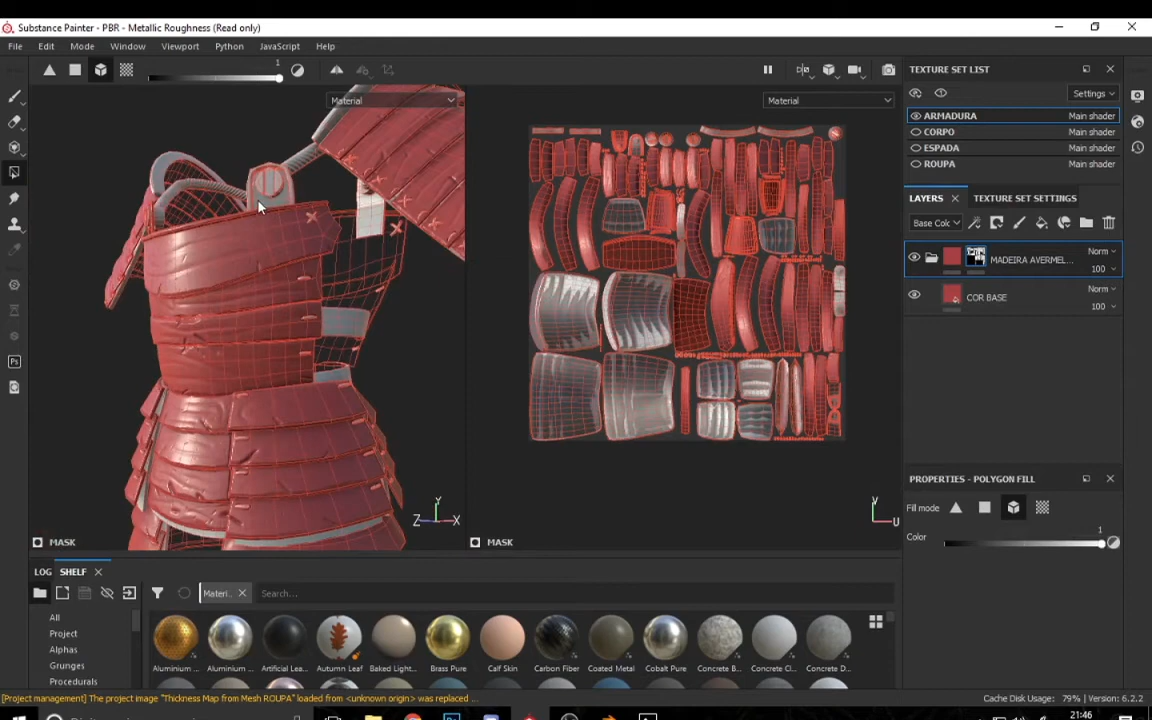 Substance Painter - PBR - Metallic Roughness (Read only)
File Edit Mode Window Viewport Python JavaScript Help
1
Material
Material
Z X Y
V U
MASK
MASK
TEXTURE SET LIST
Settings
ARMADURA Main shader
CORPO Main shader
ESPADA Main shader
ROUPA Main shader
LAYERS TEXTURE SET SETTINGS
Base Col
MADEIRA AVERMEL... Norm
100
COR BASE Norm
100
PROPERTIES - POLYGON FILL
Fill mode
Color 1
Ps
LOG SHELF
Materi.. Search...
All
Project
Alphas
Grunges
Procedurals
Aluminium ... Aluminium ... Artificial Lea... Autumn Leaf Baked Light... Brass Pure Calf Skin Carbon Fiber Coated Metal Cobalt Pure Concrete B... Concrete Cl... Concrete D...
[Project management] The project image "Thickness Map from Mesh ROUPA" loaded from <unknown origin> was replaced ...
Cache Disk Usage: 79% | Version: 6.2.2
21:46